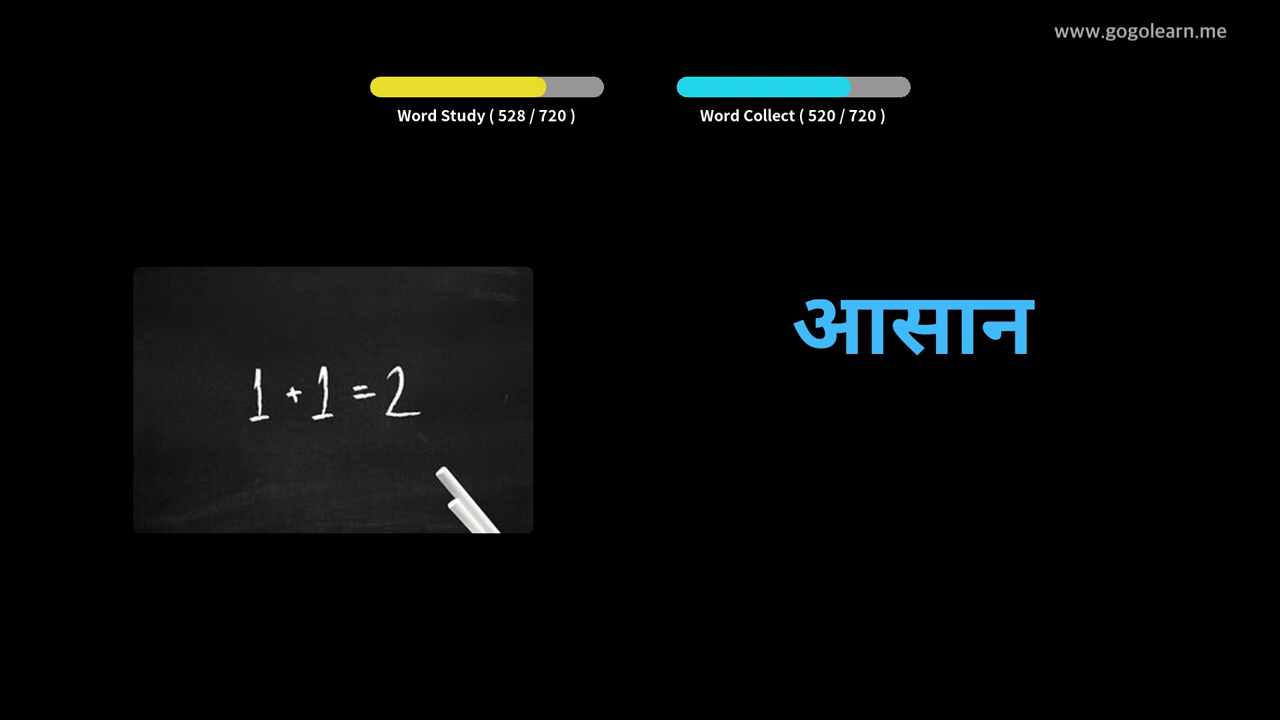 www.gogolearn.me
Word Study ( 528 / 720 )
Word Collect ( 520 / 720 )
आसान
1 + 1 = 2